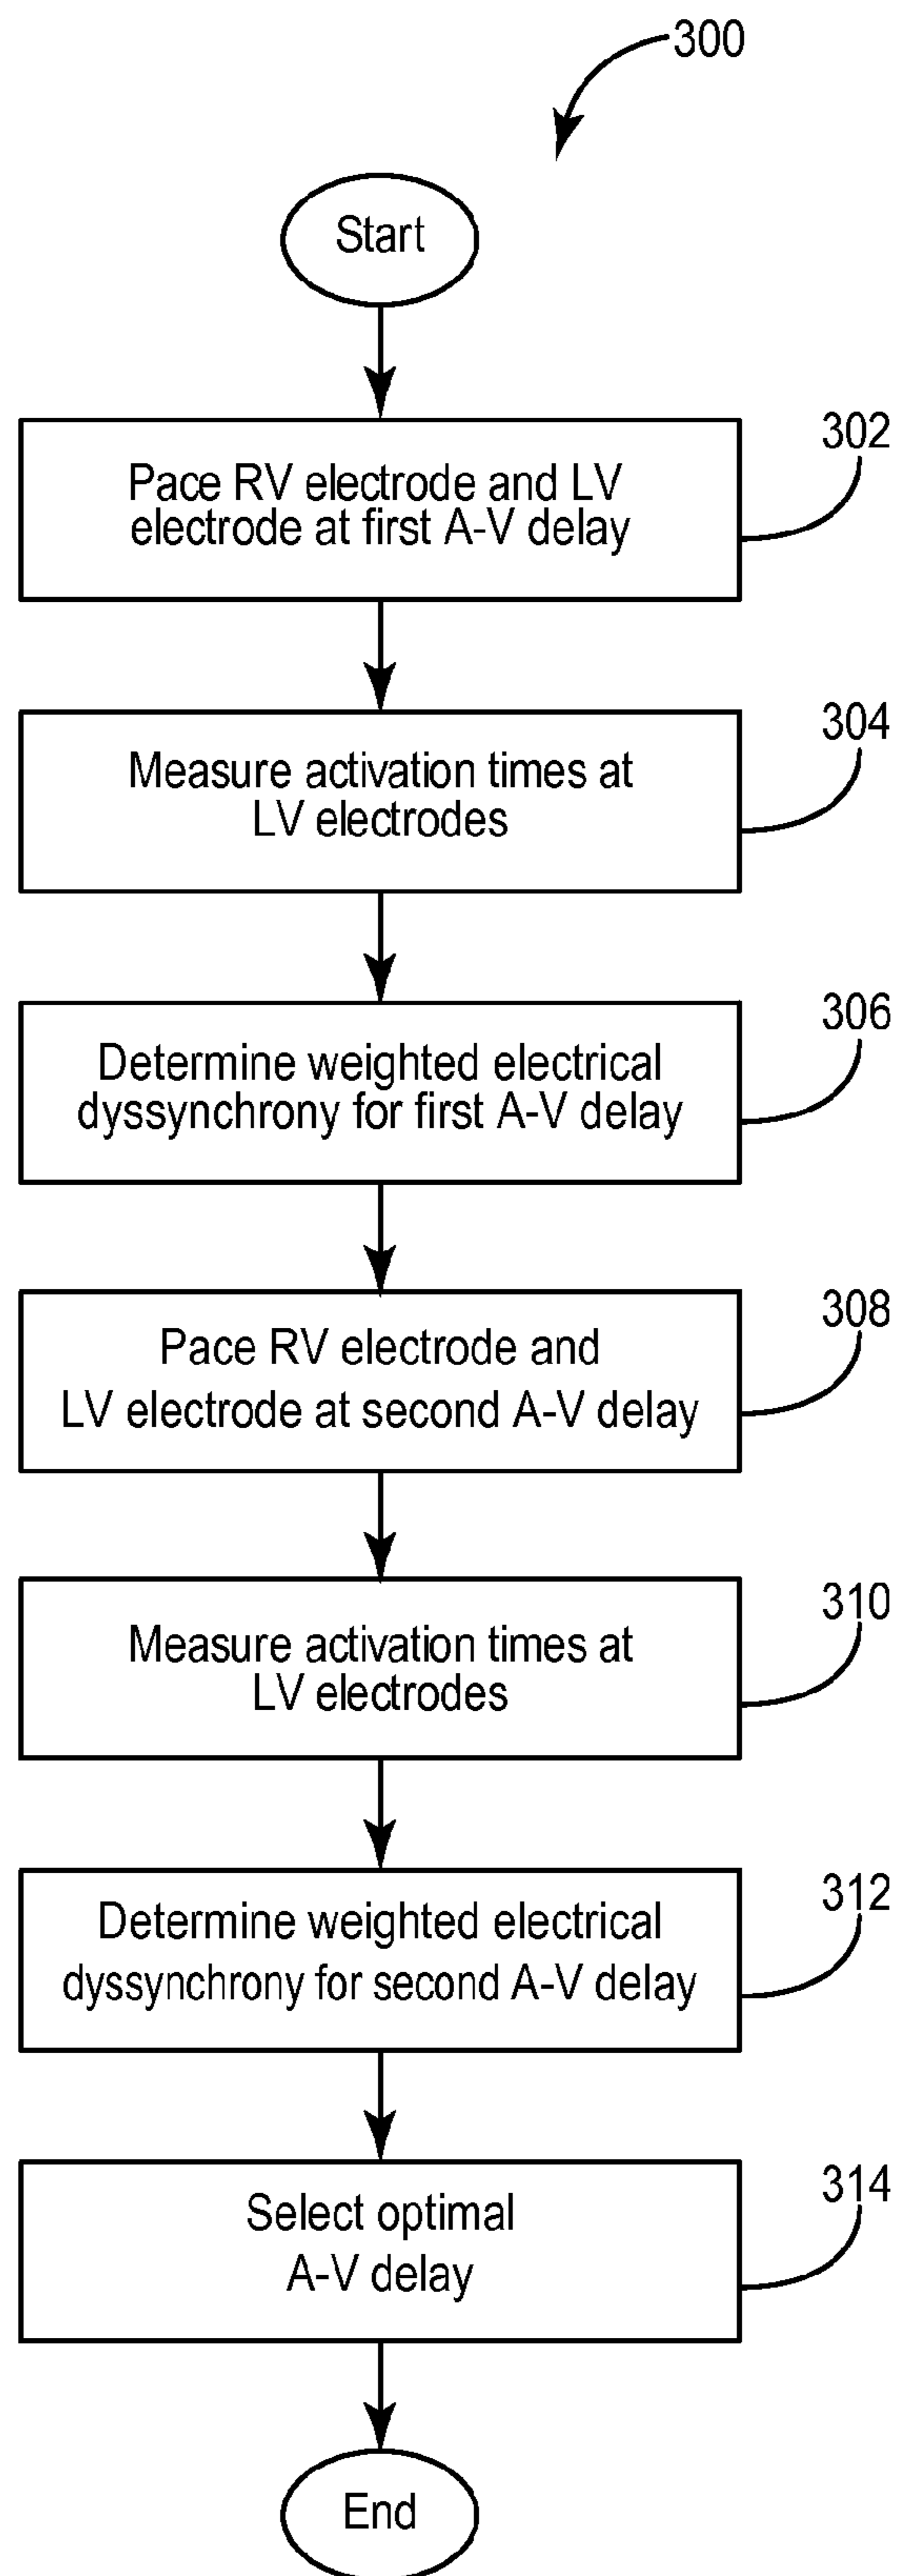 300
Start
302
Pace RV electrode and LV
electrode at first A-V delay
304
Measure activation times at
LV electrodes
306
Determine weighted electrical
dyssynchrony for first A-V delay
308
Pace RV electrode and
LV electrode at second A-V delay
310
Measure activation times at
LV electrodes
312
Determine weighted electrical
dyssynchrony for second A-V delay
314
Select optimal
A-V delay
End